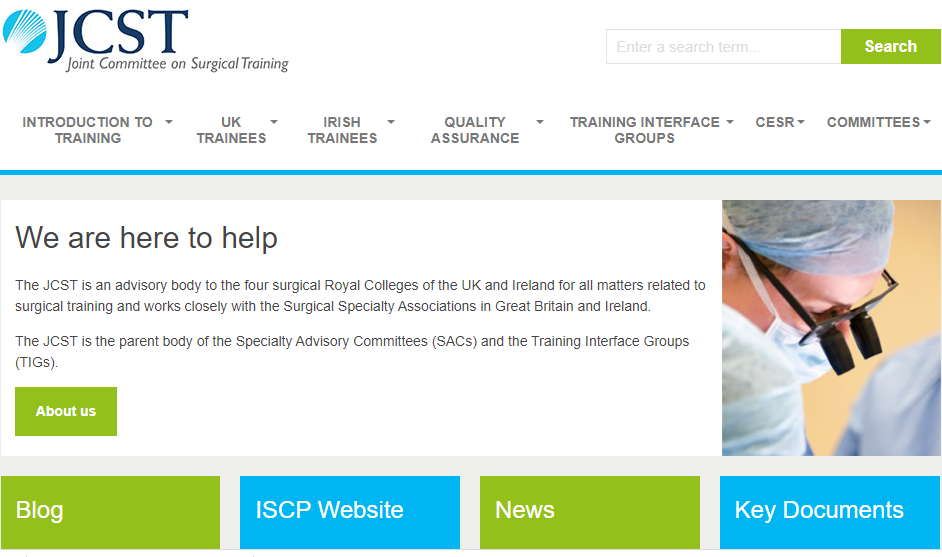 JCST
Joint Committee on Surgical Training
Enter a search term...
Search
INTRODUCTION TO
TRAINING
UK
TRAINEES
IRISH
TRAINEES
QUALITY
ASSURANCE
TRAINING INTERFACE
GROUPS
CESR
COMMITTEES
We are here to help
The JCST is an advisory body to the four surgical Royal Colleges of the UK and Ireland for all matters related to
surgical training and works closely with the Surgical Specialty Associations in Great Britain and Ireland.
The JCST is the parent body of the Specialty Advisory Committees (SACs) and the Training Interface Groups
(TIGs).
About us
Blog
ISCP Website
News
Key Documents